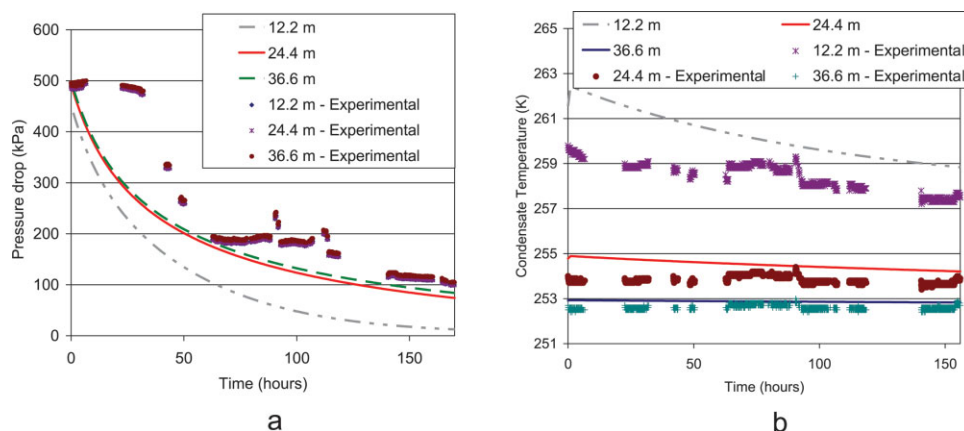 600
500
400
300
200
100
0
Pressure drop (kPa)
0 50 100 150
Time (hours)
12.2 m
24.4 m
36.6 m
12.2 m - Experimental
24.4 m - Experimental
36.6 m - Experimental
a
265
263
261
259
257
254
253
251
Condensate Temperature (K)
0 50 100 150
Time (hours)
12.2 m 24.4 m
36.6 m 12.2 m - Experimental
24.4 m - Experimental 36.6 m - Experimental
b